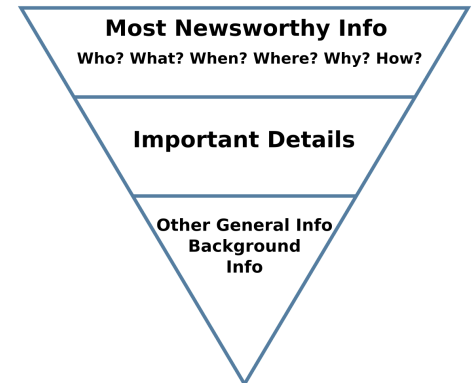 Most Newsworthy Info
Who? What? When? Where? Why? How?
Important Details
Other General Info
Background
Info